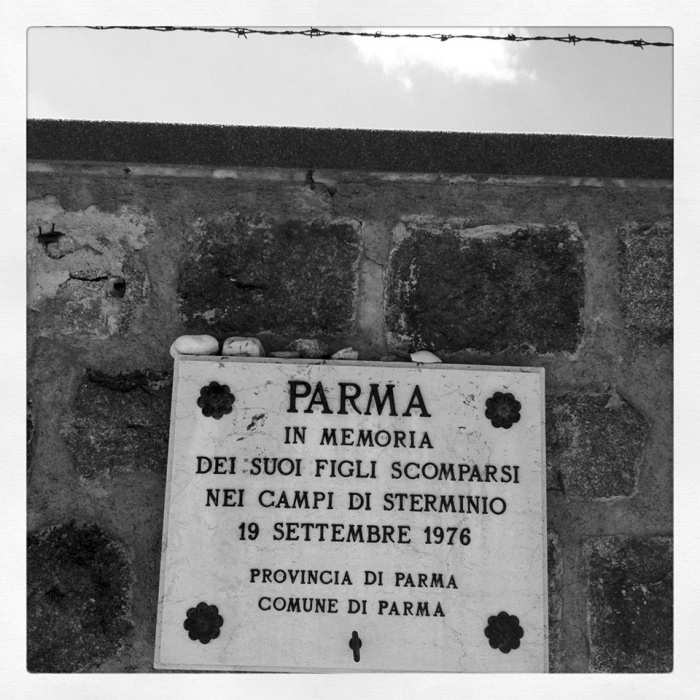 PARMA
IN MEMORIA
DEI SUOI FIGLI SCOMPARSI
NEI CAMPI DI STERMINIO
19 SETTEMBRE 1976
PROVINCIA DI PARMA
COMUNE DI PARMA